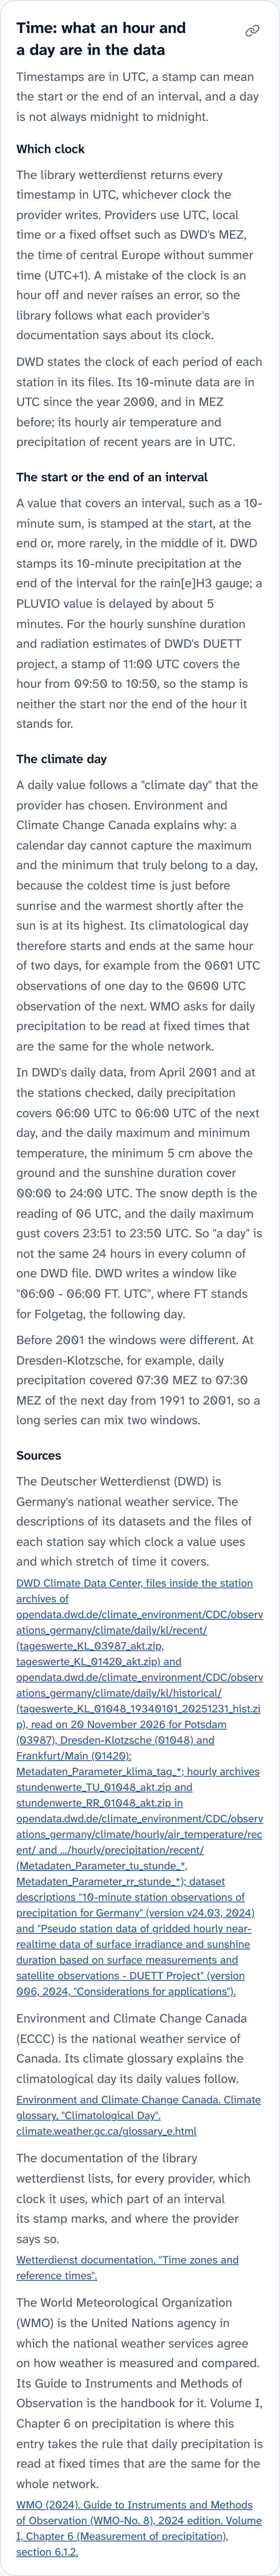 Time: what an hour and
a day are in the data
Timestamps are in UTC, a stamp can mean
the start or the end of an interval, and a day
is not always midnight to midnight.
Which clock
The library wetterdienst returns every
timestamp in UTC, whichever clock the
provider writes. Providers use UTC, local
time or a fixed offset such as DWD's MEZ,
the time of central Europe without summer
time (UTC+1). A mistake of the clock is an
hour off and never raises an error, so the
library follows what each provider's
documentation says about its clock.
DWD states the clock of each period of each
station in its files. Its 10-minute data are in
UTC since the year 2000, and in MEZ
before; its hourly air temperature and
precipitation of recent years are in UTC.
The start or the end of an interval
A value that covers an interval, such as a 10-
minute sum, is stamped at the start, at the
end or, more rarely, in the middle of it. DWD
stamps its 10-minute precipitation at the
end of the interval for the rain[e]H3 gauge; a
PLUVIO value is delayed by about 5
minutes. For the hourly sunshine duration
and radiation estimates of DWD's DUETT
project, a stamp of 11:00 UTC covers the
hour from 09:50 to 10:50, so the stamp is
neither the start nor the end of the hour it
stands for.
The climate day
A daily value follows a "climate day" that the
provider has chosen. Environment and
Climate Change Canada explains why: a
calendar day cannot capture the maximum
and the minimum that truly belong to a day,
because the coldest time is just before
sunrise and the warmest shortly after the
sun is at its highest. Its climatological day
therefore starts and ends at the same hour
of two days, for example from the 0601 UTC
observations of one day to the 0600 UTC
observation of the next. WMO asks for daily
precipitation to be read at fixed times that
are the same for the whole network.
In DWD's daily data, from April 2001 and at
the stations checked, daily precipitation
covers 06:00 UTC to 06:00 UTC of the next
day, and the daily maximum and minimum
temperature, the minimum 5 cm above the
ground and the sunshine duration cover
00:00 to 24:00 UTC. The snow depth is the
reading of 06 UTC, and the daily maximum
gust covers 23:51 to 23:50 UTC. So "a day" is
not the same 24 hours in every column of
one DWD file. DWD writes a window like
"06:00 - 06:00 FT. UTC", where FT stands
for Folgetag, the following day.
Before 2001 the windows were different. At
Dresden-Klotzsche, for example, daily
precipitation covered 07:30 MEZ to 07:30
MEZ of the next day from 1991 to 2001, so a
long series can mix two windows.
Sources
The Deutscher Wetterdienst (DWD) is
Germany's national weather service. The
descriptions of its datasets and the files of
each station say which clock a value uses
and which stretch of time it covers.
DWD Climate Data Center, files inside the station
archives of
opendata.dwd.de/climate_environment/CDC/observ
ations_germany/climate/daily/kl/recent/
(tageswerte_KL_03987_akt.zip,
tageswerte_KL_01420_akt.zip) and
opendata.dwd.de/climate_environment/CDC/observ
ations_germany/climate/daily/kl/historical/
(tageswerte_KL_01048_19340101_20251231_hist.zi
p), read on 20 November 2026 for Potsdam
(03987), Dresden-Klotzsche (01048) and
Frankfurt/Main (01420):
Metadaten_Parameter_klima_tag_*; hourly archives
stundenwerte_TU_01048_akt.zip and
stundenwerte_RR_01048_akt.zip in
opendata.dwd.de/climate_environment/CDC/observ
ations_germany/climate/hourly/air_temperature/rec
ent/ and .../hourly/precipitation/recent/
(Metadaten_Parameter_tu_stunde_*,
Metadaten_Parameter_rr_stunde_*); dataset
descriptions "10-minute station observations of
precipitation for Germany" (version v24.03, 2024)
and "Pseudo station data of gridded hourly near-
realtime data of surface irradiance and sunshine
duration based on surface measurements and
satellite observations - DUETT Project" (version
006, 2024, "Considerations for applications").
Environment and Climate Change Canada
(ECCC) is the national weather service of
Canada. Its climate glossary explains the
climatological day its daily values follow.
Environment and Climate Change Canada. Climate
glossary, "Climatological Day".
climate.weather.gc.ca/glossary_e.html
The documentation of the library
wetterdienst lists, for every provider, which
clock it uses, which part of an interval
its stamp marks, and where the provider
says so.
Wetterdienst documentation, "Time zones and
reference times".
The World Meteorological Organization
(WMO) is the United Nations agency in
which the national weather services agree
on how weather is measured and compared.
Its Guide to Instruments and Methods of
Observation is the handbook for it. Volume I,
Chapter 6 on precipitation is where this
entry takes the rule that daily precipitation is
read at fixed times that are the same for the
whole network.
WMO (2024). Guide to Instruments and Methods
of Observation (WMO-No. 8), 2024 edition. Volume
I, Chapter 6 (Measurement of precipitation),
section 6.1.2.